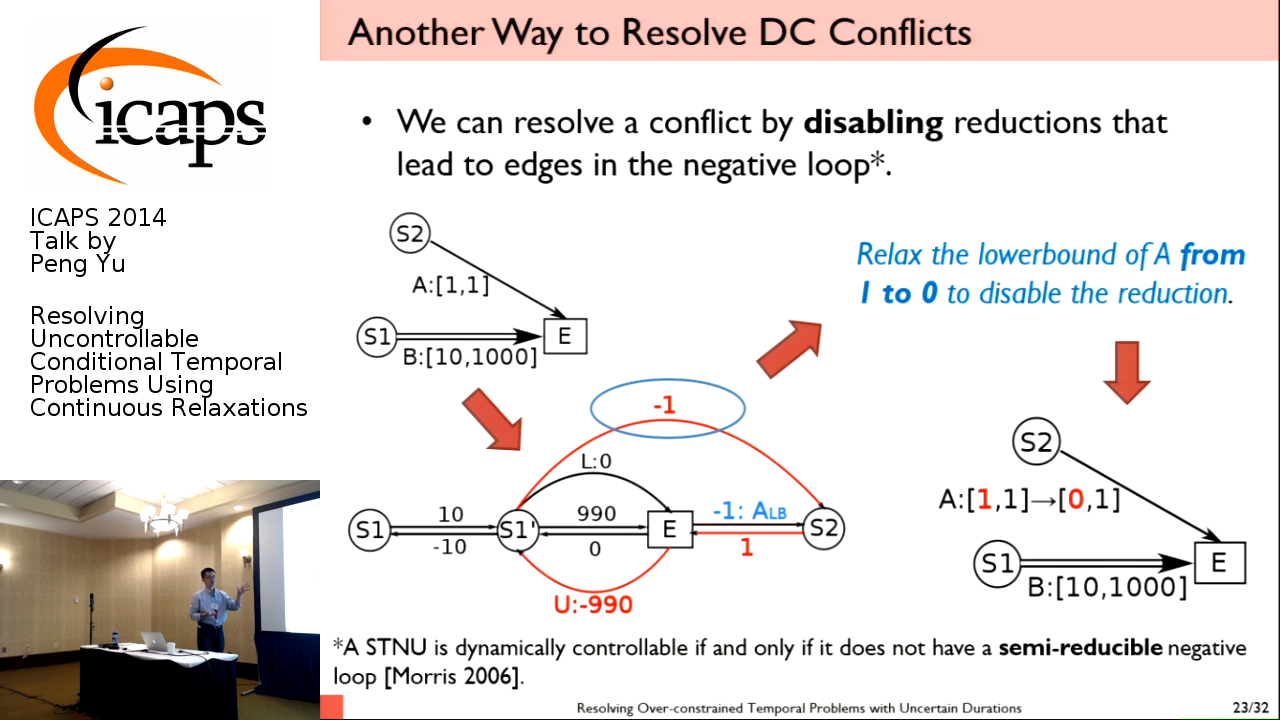 icaps
ICAPS 2014
Talk by
Peng Yu
Resolving
Uncontrollable
Conditional Temporal
Problems Using
Continuous Relaxations
Another Way to Resolve DC Conflicts
• We can resolve a conflict by disabling reductions that
lead to edges in the negative loop*.
S2
A:[1,1]
S1
E
B:[10,1000]
Relax the lowerbound of A from
1 to 0 to disable the reduction.
-1
L:0
S1
10
-10
S1'
990
0
E
-1: ALB
1
S2
U:-990
S2
A:[1,1]→[0,1]
S1
E
B:[10,1000]
*A STNU is dynamically controllable if and only if it does not have a semi-reducible negative
loop [Morris 2006].
Resolving Over-constrained Temporal Problems with Uncertain Durations
23/32